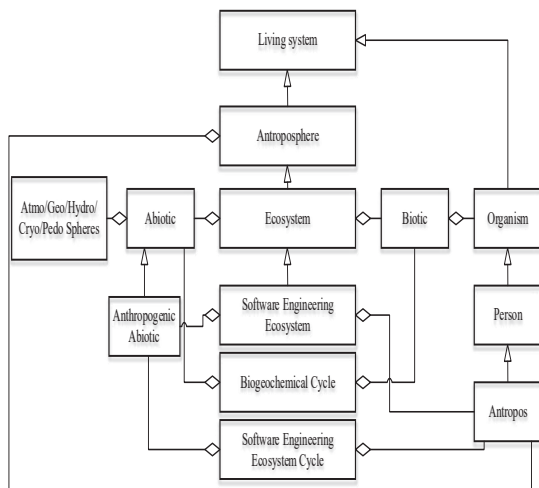 Living system
Antroposphere
Atmo/Geo/Hydro/
Cryo/Pedo Spheres
Abiotic
Ecosystem
Biotic
Organism
Anthropogenic
Abiotic
Software Engineering
Ecosystem
Person
Biogeochemical Cycle
Antropos
Software Engineering
Ecosystem Cycle